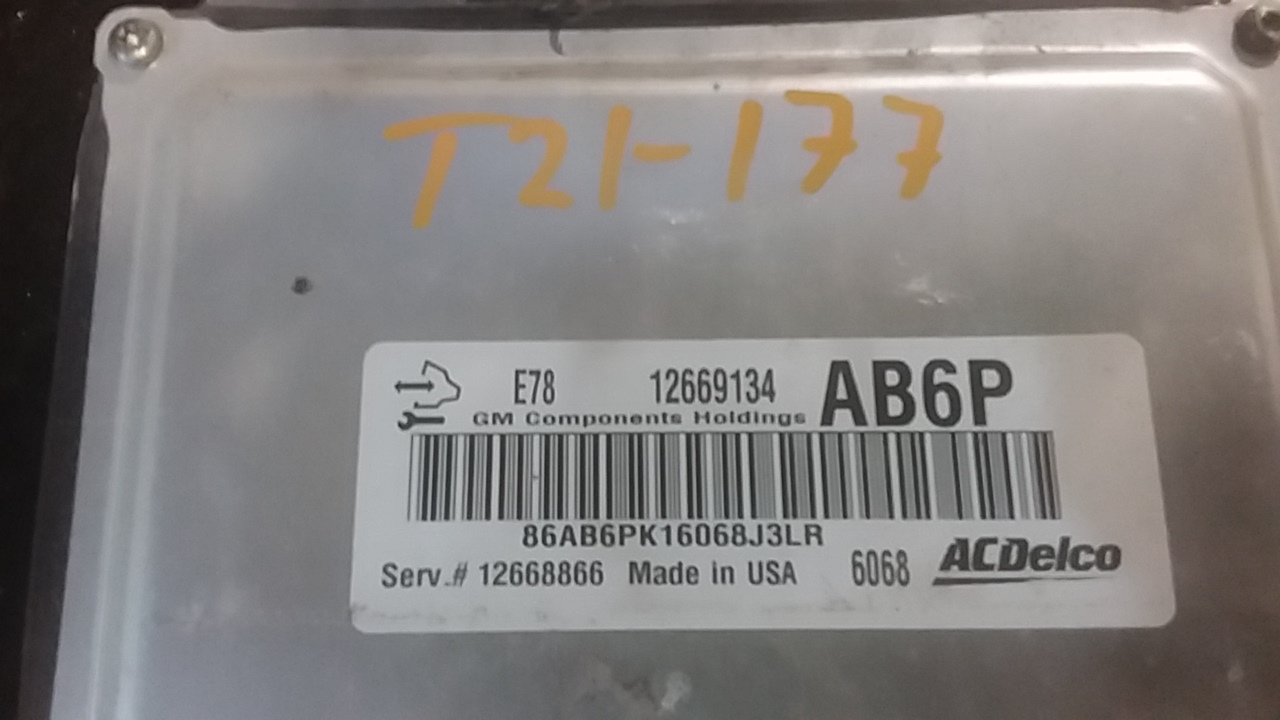 T21-177
E78 12669134 AB6P
GM Components Holdings
86AB6PK16068J3LR
Serv.# 12668866 Made in USA 6068 ACDelco